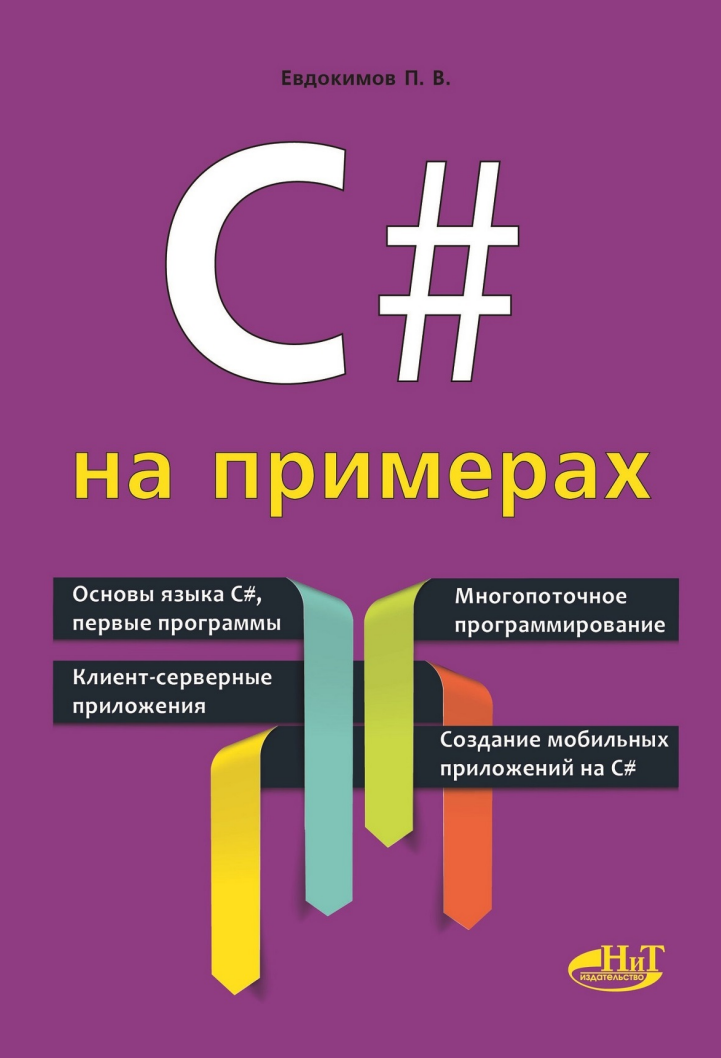 Евдокимов П. В.
C#
на примерах
Основы языка C#,
первые программы
Многопоточное
программирование
Клиент-серверные
приложения
Создание мобильных
приложений на C#
НиТ
издательство